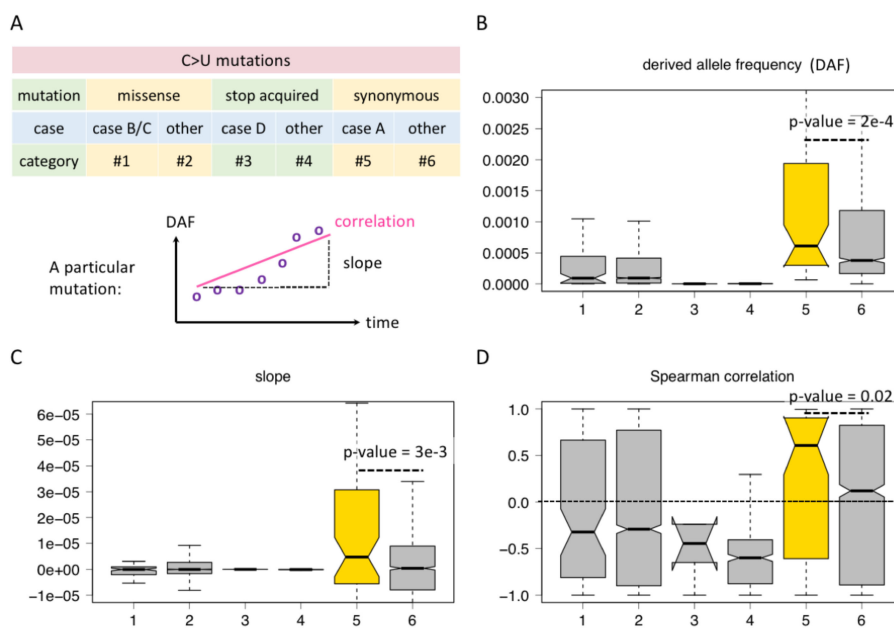 A
C>U mutations
mutation missense stop acquired synonymous
case case B/C other case D other case A other
category #1 #2 #3 #4 #5 #6
DAF
correlation
slope
A particular
mutation:
time
B
derived allele frequency (DAF)
p-value = 2e-4
0.0030
0.0025
0.0020
0.0015
0.0010
0.0005
0.0000
1 2 3 4 5 6
C
slope
p-value = 3e-3
6e-05
5e-05
4e-05
3e-05
2e-05
1e-05
0e+00
−1e-05
1 2 3 4 5 6
D
Spearman correlation
p-value = 0.02
1.0
0.5
0.0
−0.5
−1.0
1 2 3 4 5 6